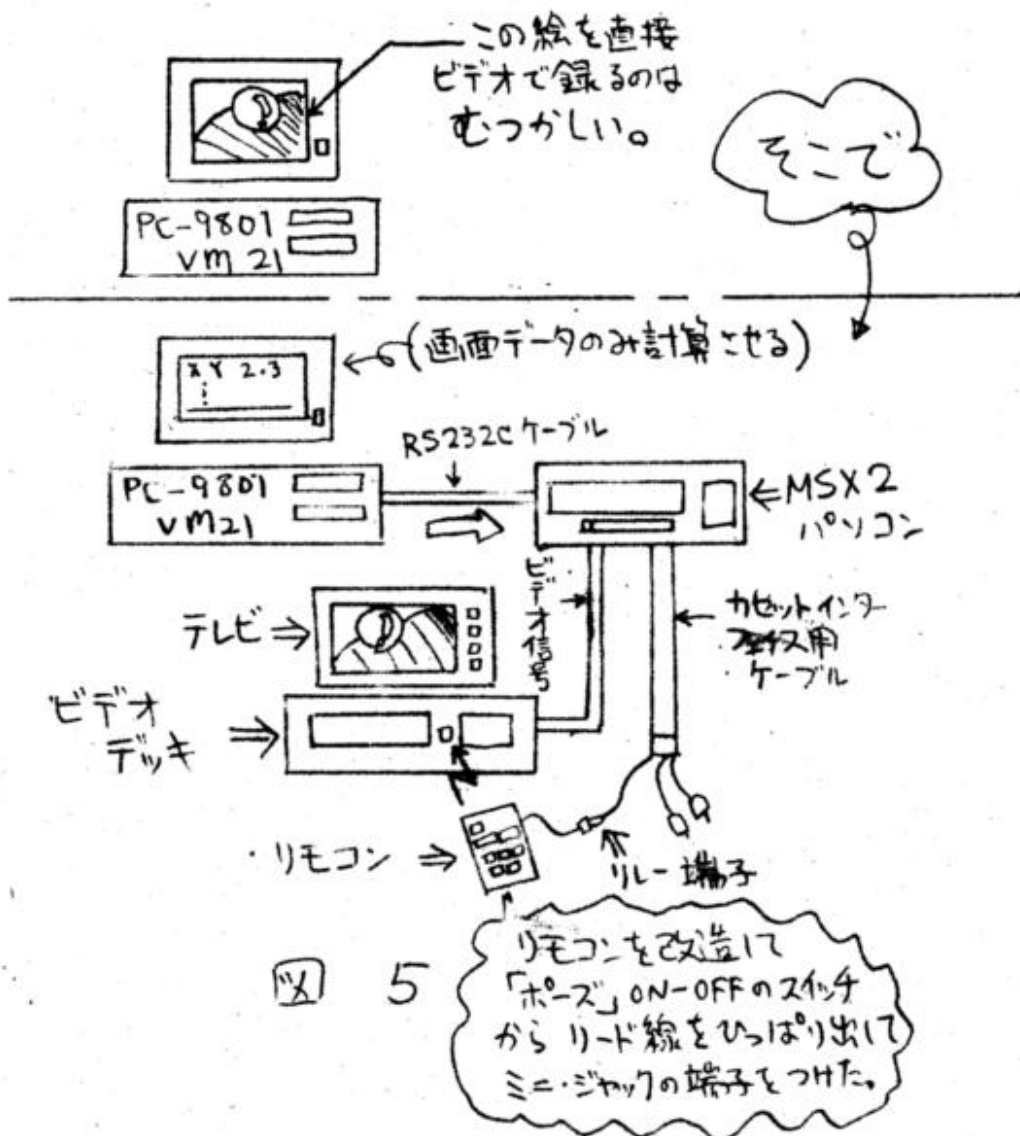 この絵を直接
ビデオで録るのは
むつかしい。
そこで
PC-9801
VM 21
(画面データのみ計算させる)
X Y 2.3
RS232Cケーブル
PC-9801
VM21
⇐MSX2
パソコン
ビデオ信号
カセットインター
フェイス用
ケーブル
テレビ⇒
ビデオ
デッキ ⇒
・リモコン ⇒
リレー端子
リモコンを改造して
「ポーズ」ON-OFFのスイッチ
からリード線をひっぱり出して
ミニ・ジャックの端子をつけた。
図 5